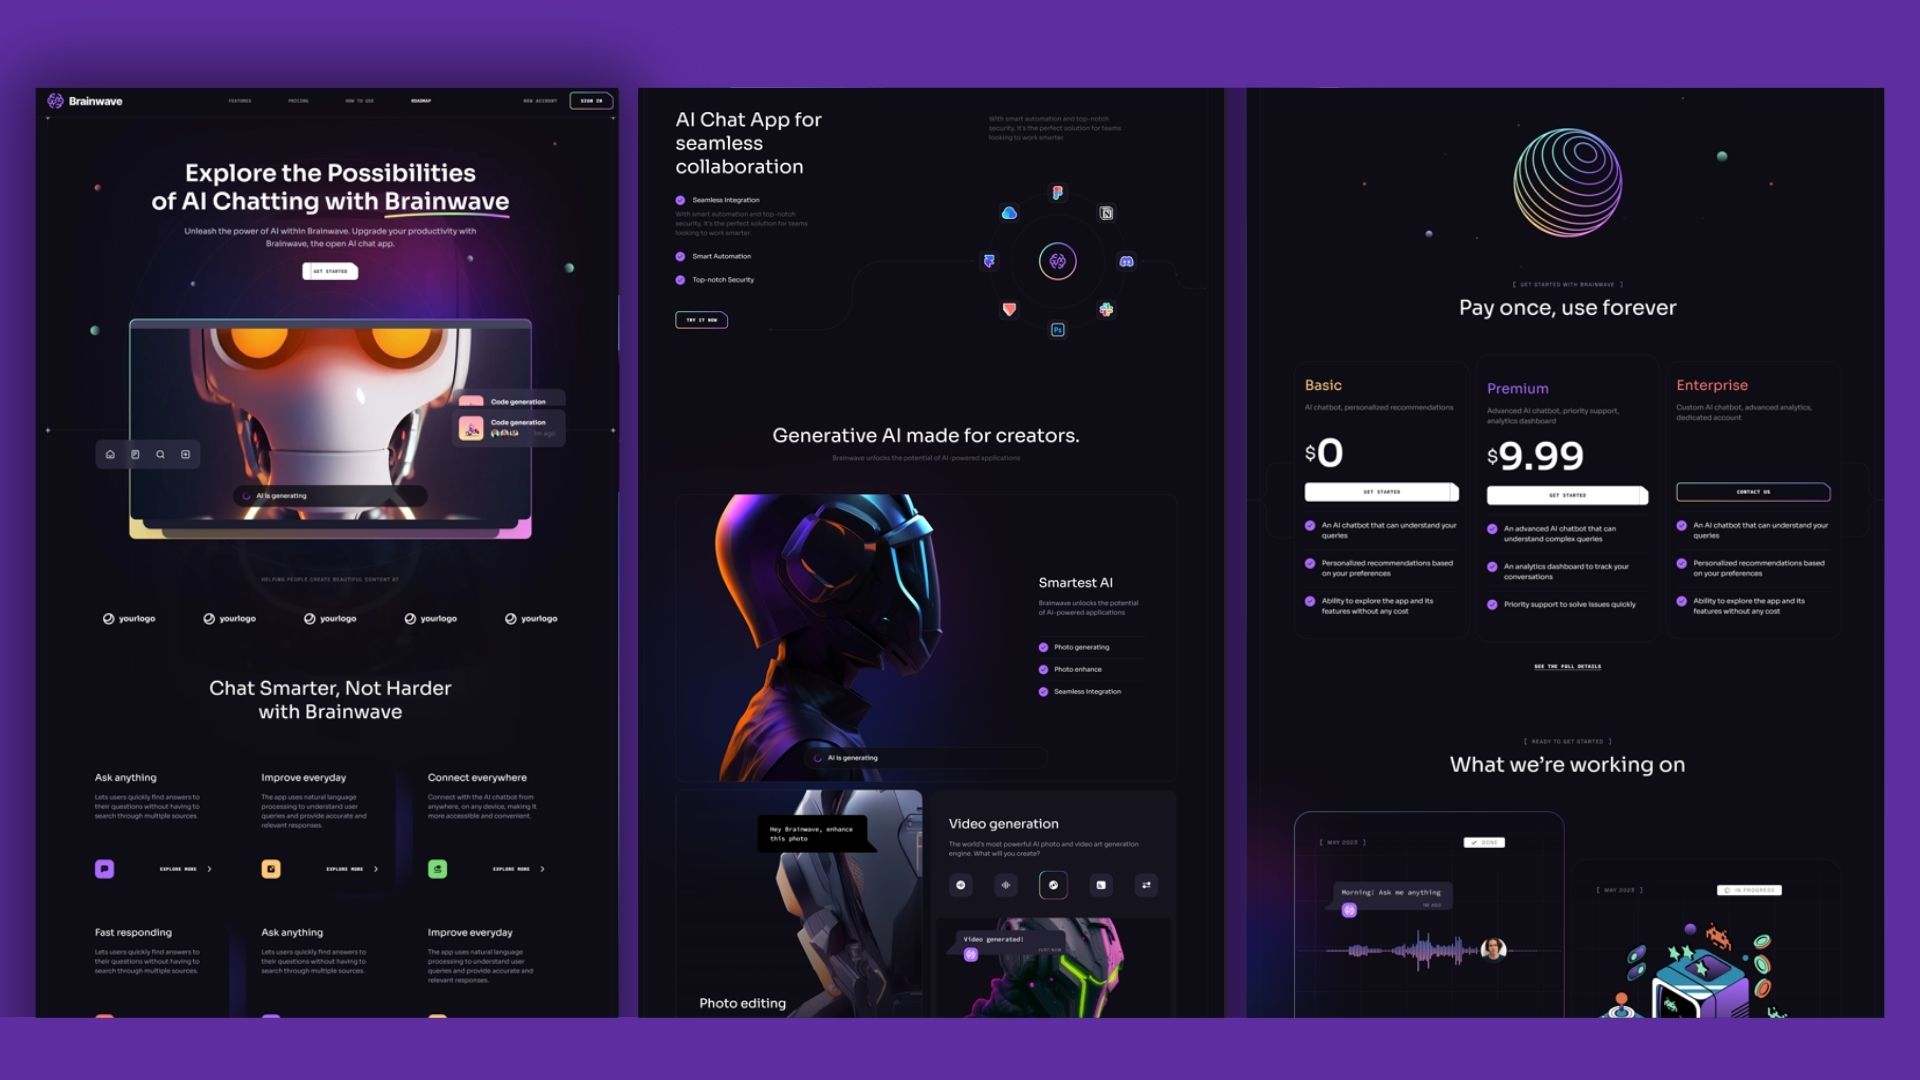 Brainwave
FEATURES
PRICING
HOW TO USE
ROADMAP
NEW ACCOUNT
SIGN IN
Explore the Possibilities
of AI Chatting with Brainwave
Unleash the power of AI within Brainwave. Upgrade your productivity with
Brainwave, the open AI chat app.
GET STARTED
Code generation
Code generation
1m ago
AI is generating
HELPING PEOPLE CREATE BEAUTIFUL CONTENT AT
yourlogo
yourlogo
yourlogo
yourlogo
yourlogo
Chat Smarter, Not Harder
with Brainwave
Ask anything
Lets users quickly find answers to
their questions without having to
search through multiple sources.
EXPLORE MORE
Improve everyday
The app uses natural language
processing to understand user
queries and provide accurate and
relevant responses.
EXPLORE MORE
Connect everywhere
Connect with the AI chatbot from
anywhere, on any device, making it
more accessible and convenient.
EXPLORE MORE
Fast responding
Lets users quickly find answers to
their questions without having to
search through multiple sources.
Ask anything
Lets users quickly find answers to
their questions without having to
search through multiple sources.
Improve everyday
The app uses natural language
processing to understand user
queries and provide accurate and
relevant responses.
AI Chat App for
seamless
collaboration
Seamless Integration
With smart automation and top-notch
security, it's the perfect solution for teams
looking to work smarter.
Smart Automation
Top-notch Security
TRY IT NOW
With smart automation and top-notch
security, it's the perfect solution for teams
looking to work smarter.
Ps
Generative AI made for creators.
Brainwave unlocks the potential of AI-powered applications
Smartest AI
Brainwave unlocks the potential
of AI-powered applications
Photo generating
Photo enhance
Seamless Integration
AI is generating
Hey Brainwave, enhance
this photo
Photo editing
Video generation
The world's most powerful AI photo and video art generation
engine. What will you create?
Video generated!
JUST NOW
[ GET STARTED WITH BRAINWAVE ]
Pay once, use forever
Basic
AI chatbot, personalized recommendations
$0
GET STARTED
An AI chatbot that can understand your
queries
Personalized recommendations based
on your preferences
Ability to explore the app and its
features without any cost
Premium
Advanced AI chatbot, priority support,
analytics dashboard
$9.99
GET STARTED
An advanced AI chatbot that can
understand complex queries
An analytics dashboard to track your
conversations
Priority support to solve issues quickly
Enterprise
Custom AI chatbot, advanced analytics,
dedicated account
CONTACT US
An AI chatbot that can understand your
queries
Personalized recommendations based
on your preferences
Ability to explore the app and its
features without any cost
SEE THE FULL DETAILS
[ READY TO GET STARTED ]
What we're working on
[ MAY 2023 ]
DONE
Morning! Ask me anything
1M AGO
[ MAY 2023 ]
IN PROGRESS